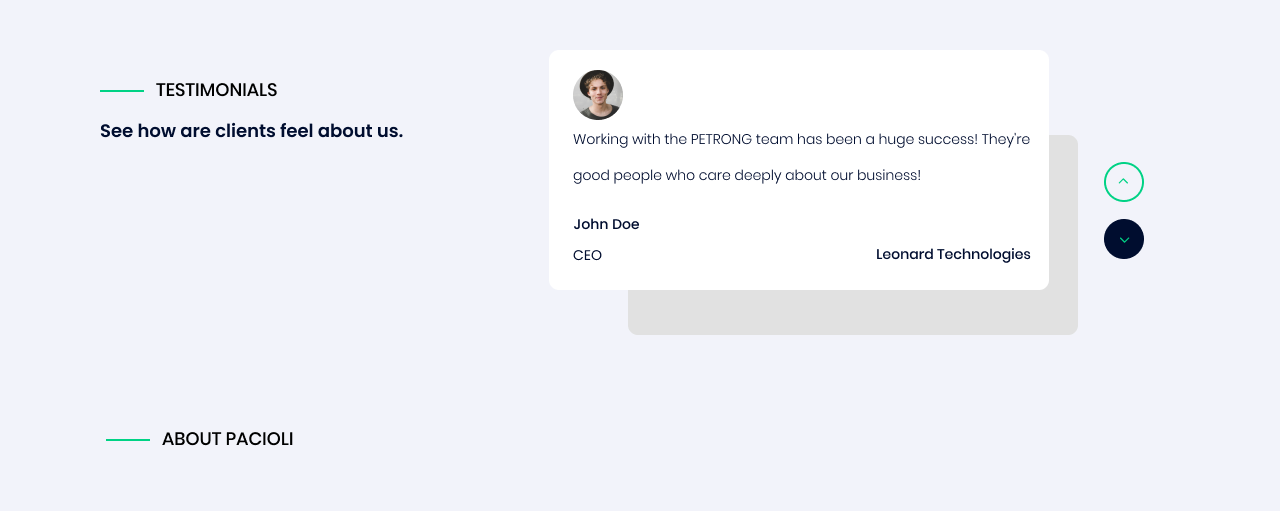 TESTIMONIALS
See how are clients feel about us.
Working with the PETRONG team has been a huge success! They're
good people who care deeply about our business!
John Doe
CEO
Leonard Technologies
ABOUT PACIOLI